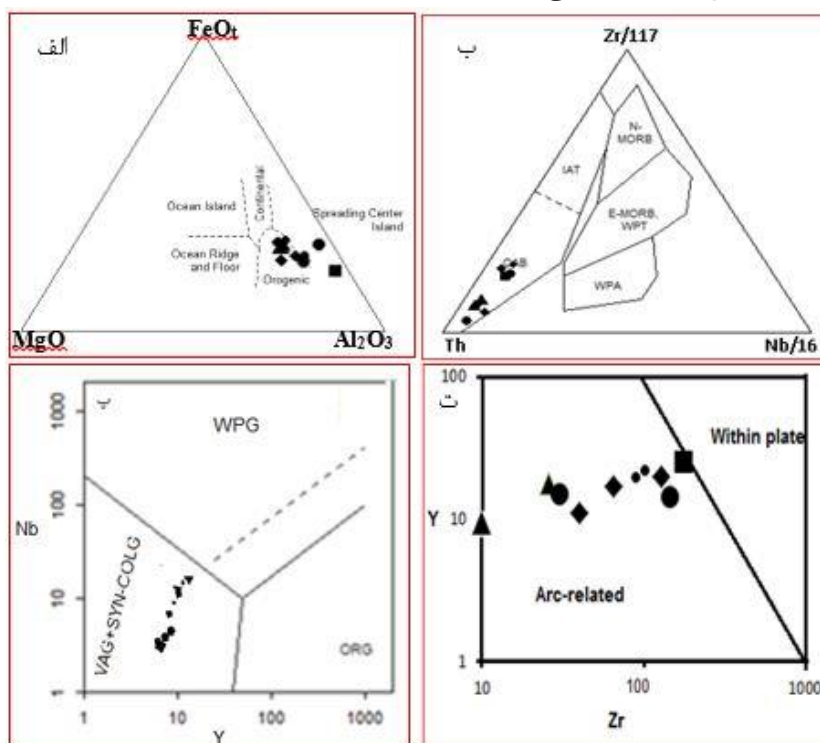 الف
FeOt
Ocean Island
Continental
Spreading Center
Island
Ocean Ridge
and Floor
Orogenic
MgO
Al2O3
ب
Zr/117
N-
MORB
IAT
E-MORB,
WPT
CAB
WPA
Th
Nb/16
پ
1000
WPG
Nb
100
VAG+SYN-COLG
10
ORG
1
1
10
100
1000
Y
ت
100
Within plate
Y
10
Arc-related
1
10
100
1000
Zr